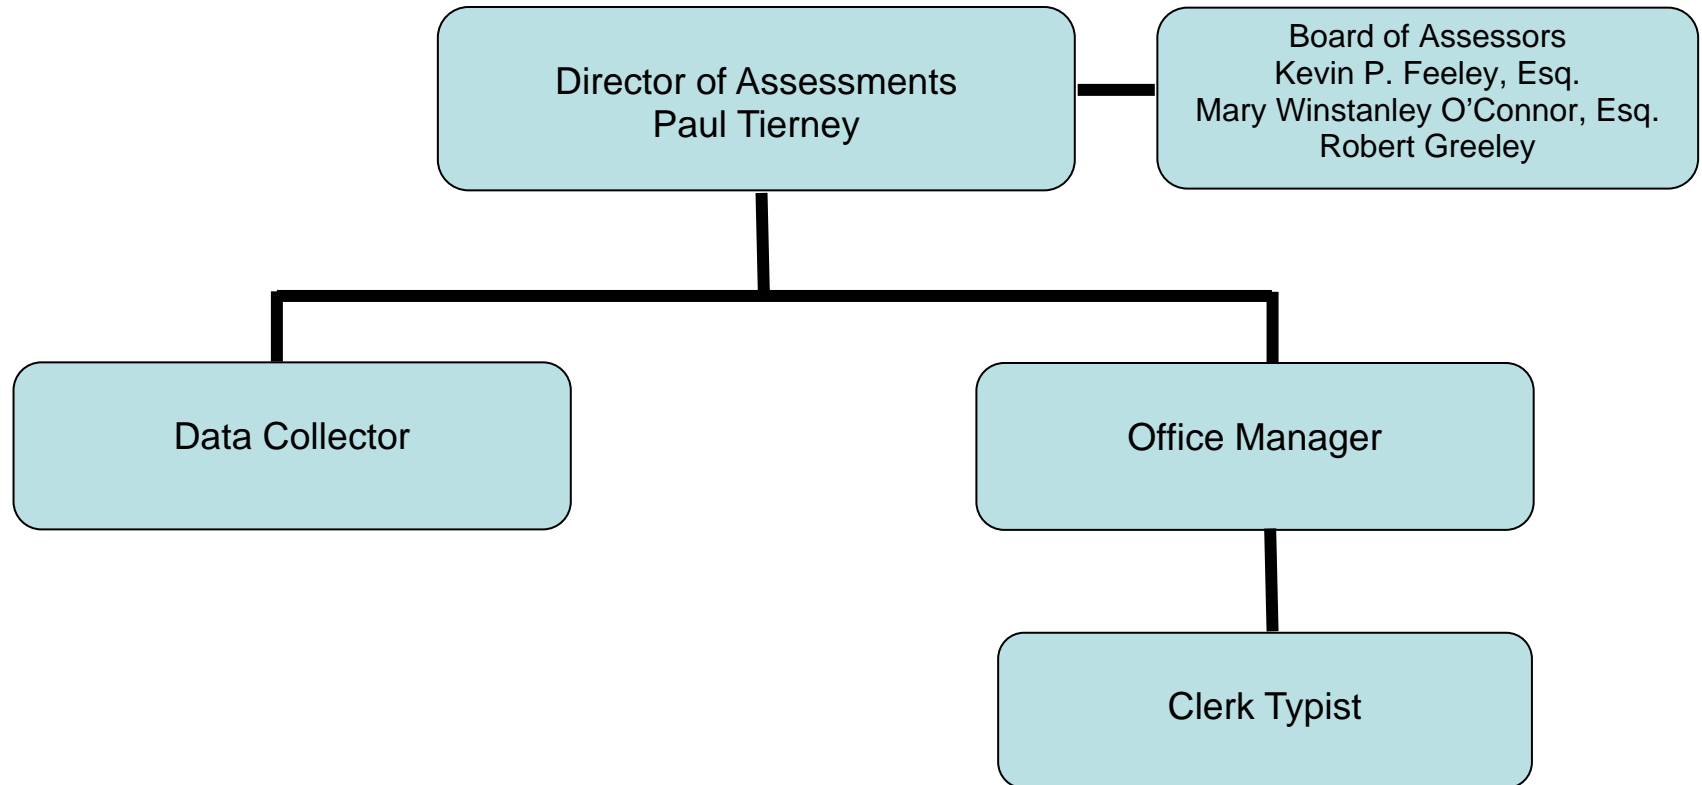 Director of Assessments
Paul Tierney
Board of Assessors
Kevin P. Feeley, Esq.
Mary Winstanley O’Connor, Esq.
Robert Greeley
Data Collector
Office Manager
Clerk Typist